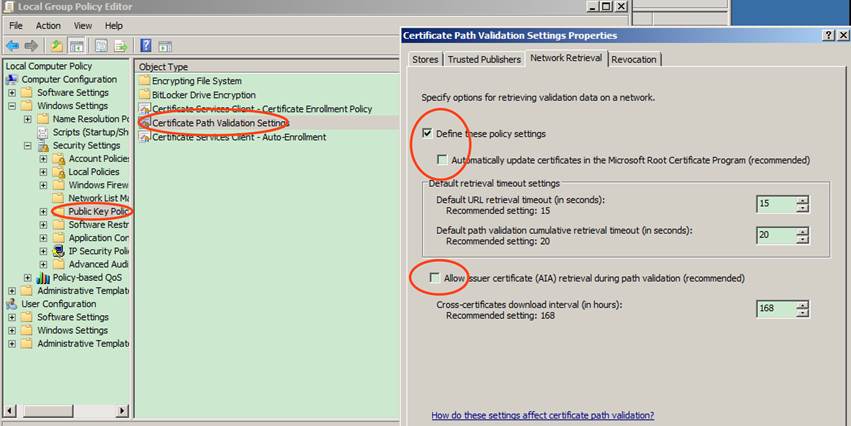 Local Group Policy Editor
File Action View Help
Local Computer Policy
Computer Configuration
Software Settings
Windows Settings
Name Resolution Po
Scripts (Startup/Sh
Security Settings
Account Policies
Local Policies
Windows Firew
Network List Ma
Public Key Polic
Software Restr
Application Con
IP Security Polic
Advanced Audi
Policy-based QoS
Administrative Templat
User Configuration
Software Settings
Windows Settings
Administrative Templat
Object Type
Encrypting File System
BitLocker Drive Encryption
Certificate Services Client - Certificate Enrollment Policy
Certificate Path Validation Settings
Certificate Services Client - Auto-Enrollment
Certificate Path Validation Settings Properties
Stores Trusted Publishers Network Retrieval Revocation
Specify options for retrieving validation data on a network.
Define these policy settings
Automatically update certificates in the Microsoft Root Certificate Program (recommended)
Default retrieval timeout settings
Default URL retrieval timeout (in seconds): 15
Recommended setting: 15
Default path validation cumulative retrieval timeout (in seconds): 20
Recommended setting: 20
Allow issuer certificate (AIA) retrieval during path validation (recommended)
Cross-certificates download interval (in hours): 168
Recommended setting: 168
How do these settings affect certificate path validation?